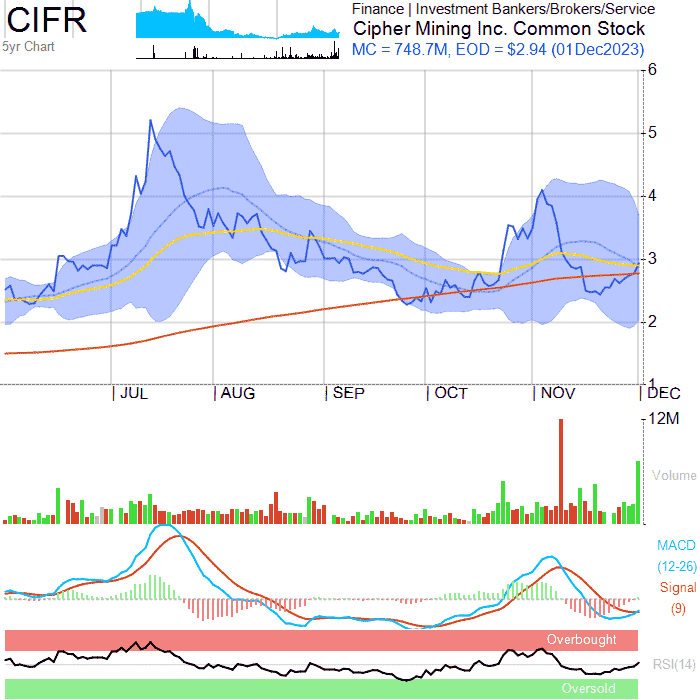 CIFR
5yr Chart
Finance | Investment Bankers/Brokers/Service
Cipher Mining Inc. Common Stock
MC = 748.7M, EOD = $2.94 (01Dec2023)
6
5
4
3
2
1
JUL AUG SEP OCT NOV DEC
12M
Volume
MACD
(12-26)
Signal
(9)
Overbought
RSI(14)
Oversold